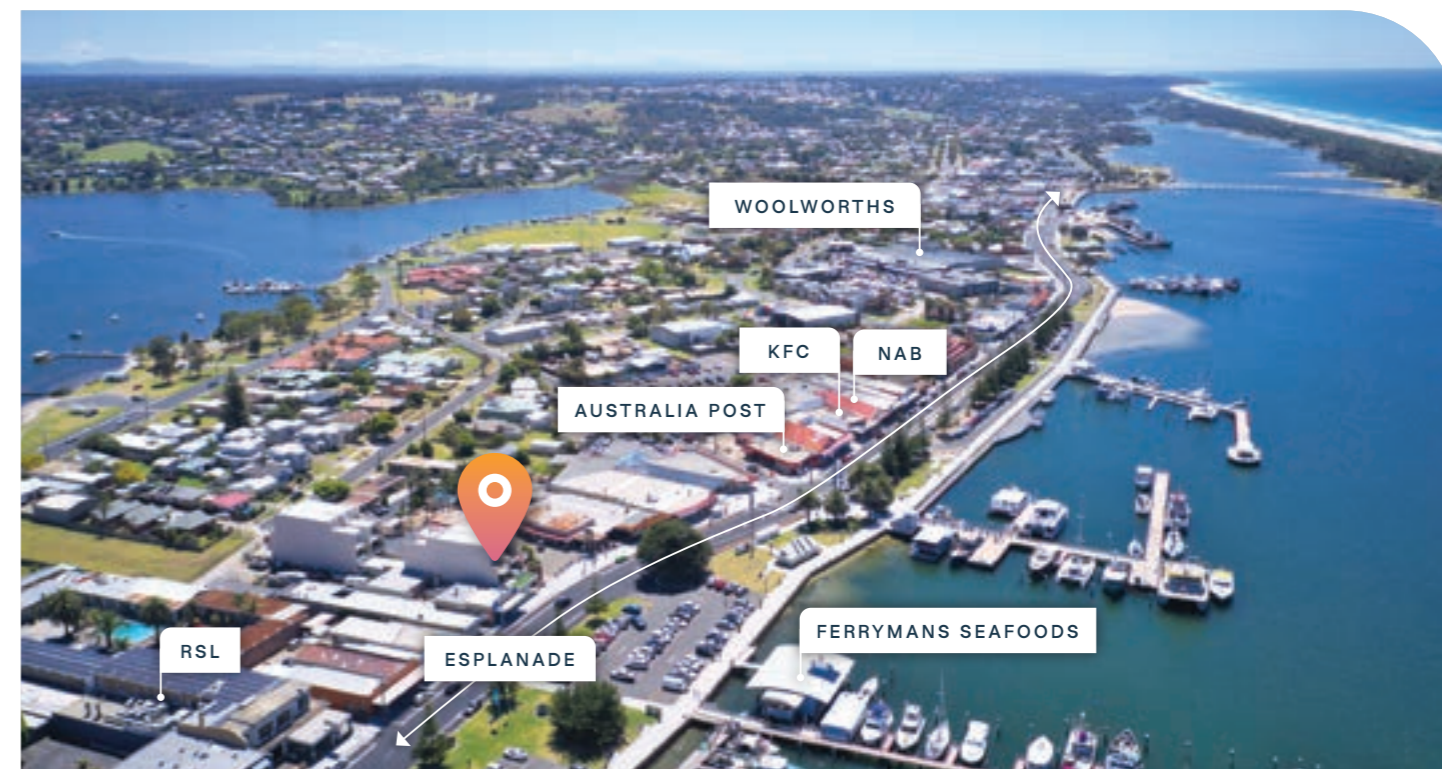 WOOLWORTHS
KFC
NAB
AUSTRALIA POST
FERRYMANS SEAFOODS
RSL
ESPLANADE